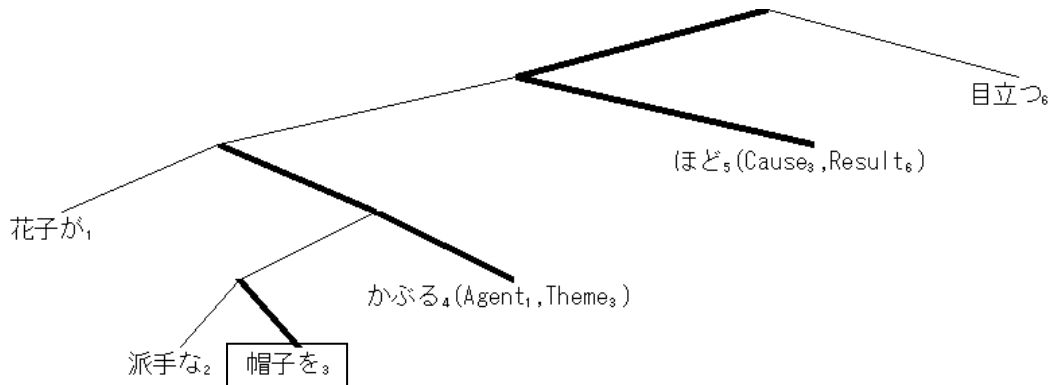 目立つ₆
ほど₅(Cause₃,Result₆)
花子が₁
かぶる₄(Agent₁,Theme₃)
派手な₂ 帽子を₃